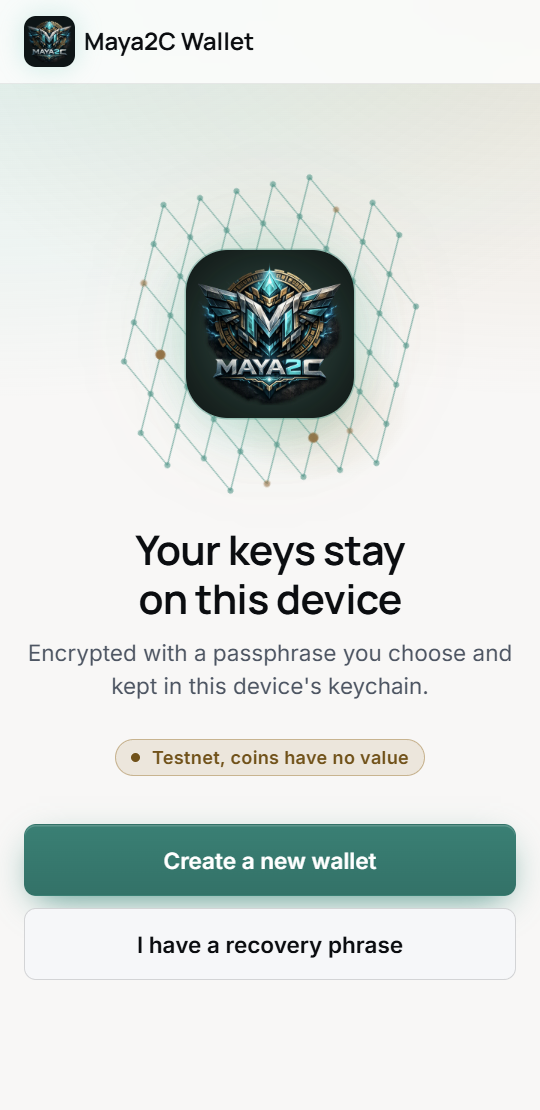 MAYA2C
Maya2C Wallet
MAYA2C
Your keys stay
on this device
Encrypted with a passphrase you choose and
kept in this device's keychain.
Testnet, coins have no value
Create a new wallet
I have a recovery phrase